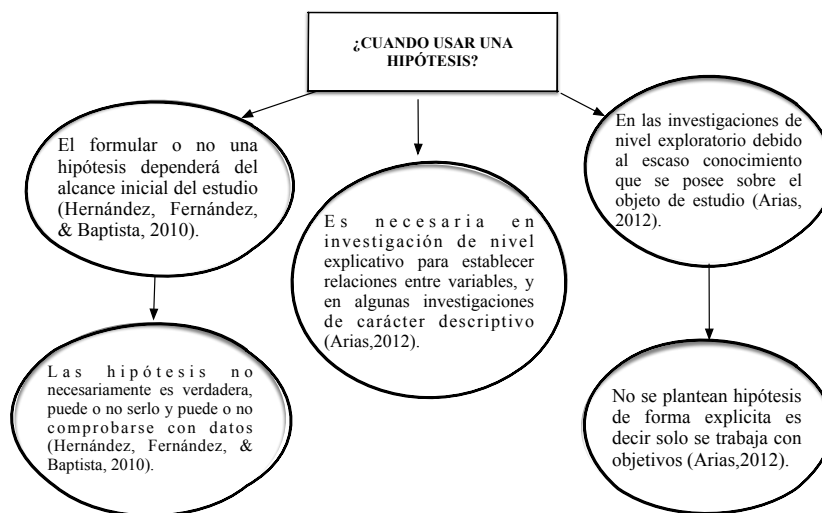 ¿CUANDO USAR UNA
HIPÓTESIS?
El formular o no una
hipótesis dependerá del
alcance inicial del estudio
(Hernández, Fernández,
& Baptista, 2010).
Es necesaria en
investigación de nivel
explicativo para establecer
relaciones entre variables, y
en algunas investigaciones
de carácter descriptivo
(Arias,2012).
En las investigaciones de
nivel exploratorio debido
al escaso conocimiento
que se posee sobre el
objeto de estudio (Arias,
2012).
Las hipótesis no
necesariamente es verdadera,
puede o no serlo y puede o no
comprobarse con datos
(Hernández, Fernández, &
Baptista, 2010).
No se plantean hipótesis
de forma explicita es
decir solo se trabaja con
objetivos (Arias,2012).